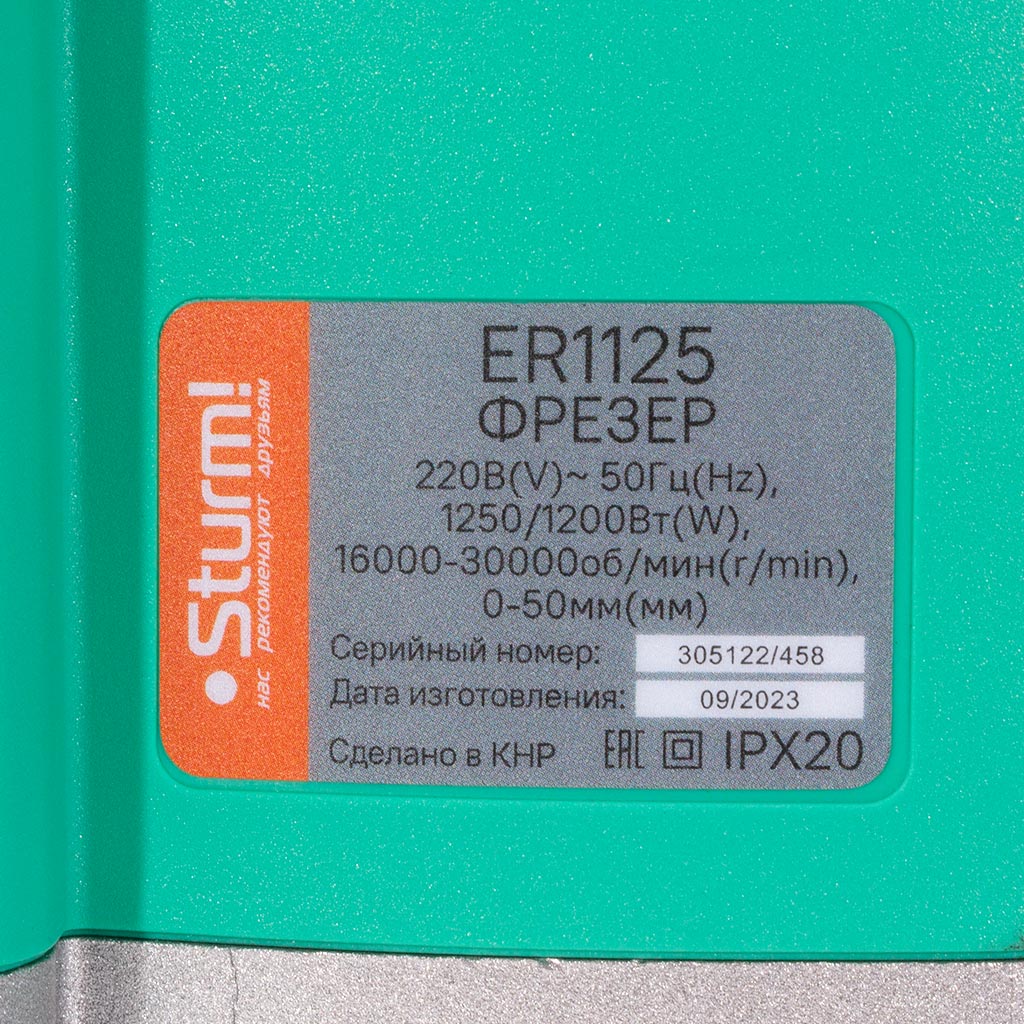 Sturm!
нас рекомендуют друзьям
ER1125
ФРЕЗЕР
220В(V)~ 50Гц(Hz),
1250/1200Вт(W),
16000-30000об/мин(r/min),
0-50мм(мм)
Серийный номер: 305122/458
Дата изготовления: 09/2023
Сделано в КНР EAC IPX20